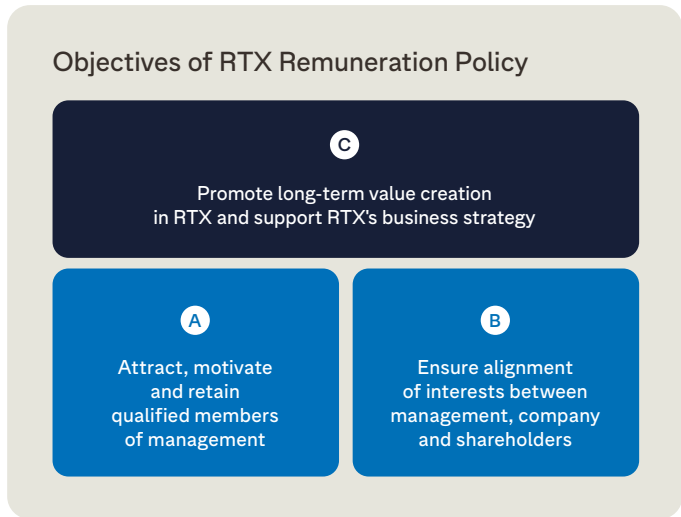 Objectives of RTX Remuneration Policy
C
Promote long-term value creation
in RTX and support RTX's business strategy
A
Attract, motivate
and retain
qualified members
of management
B
Ensure alignment
of interests between
management, company
and shareholders